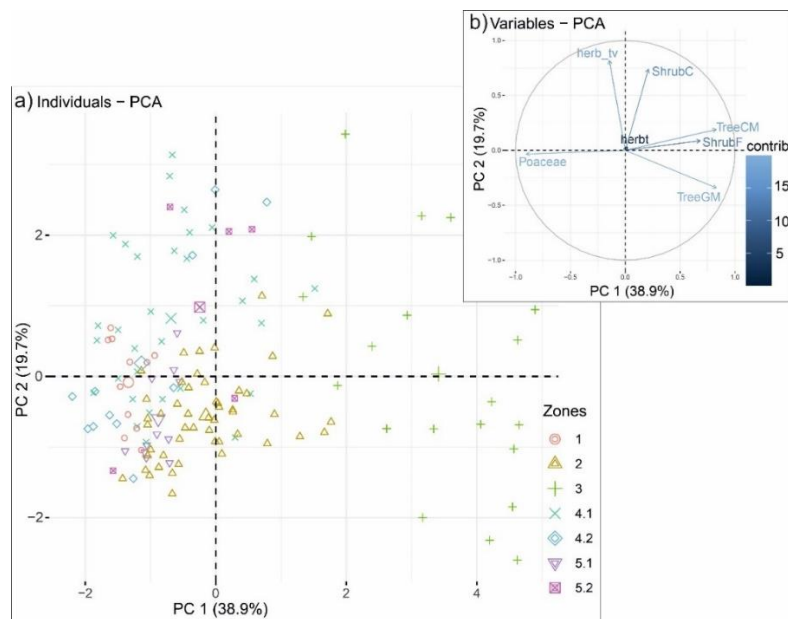 b) Variables – PCA
1.0
0.5
0.0
-0.5
-1.0
PC 2 (19.7%)
herb_tv
ShrubC
TreeCM
herbt
ShrubF
Poaceae
TreeGM
-1.0 -0.5 0.0 0.5 1.0
PC 1 (38.9%)
contrib
15
10
5
a) Individuals – PCA
PC 2 (19.7%)
2
0
−2
−2 0 2 4
PC 1 (38.9%)
Zones
1
2
3
4.1
4.2
5.1
5.2